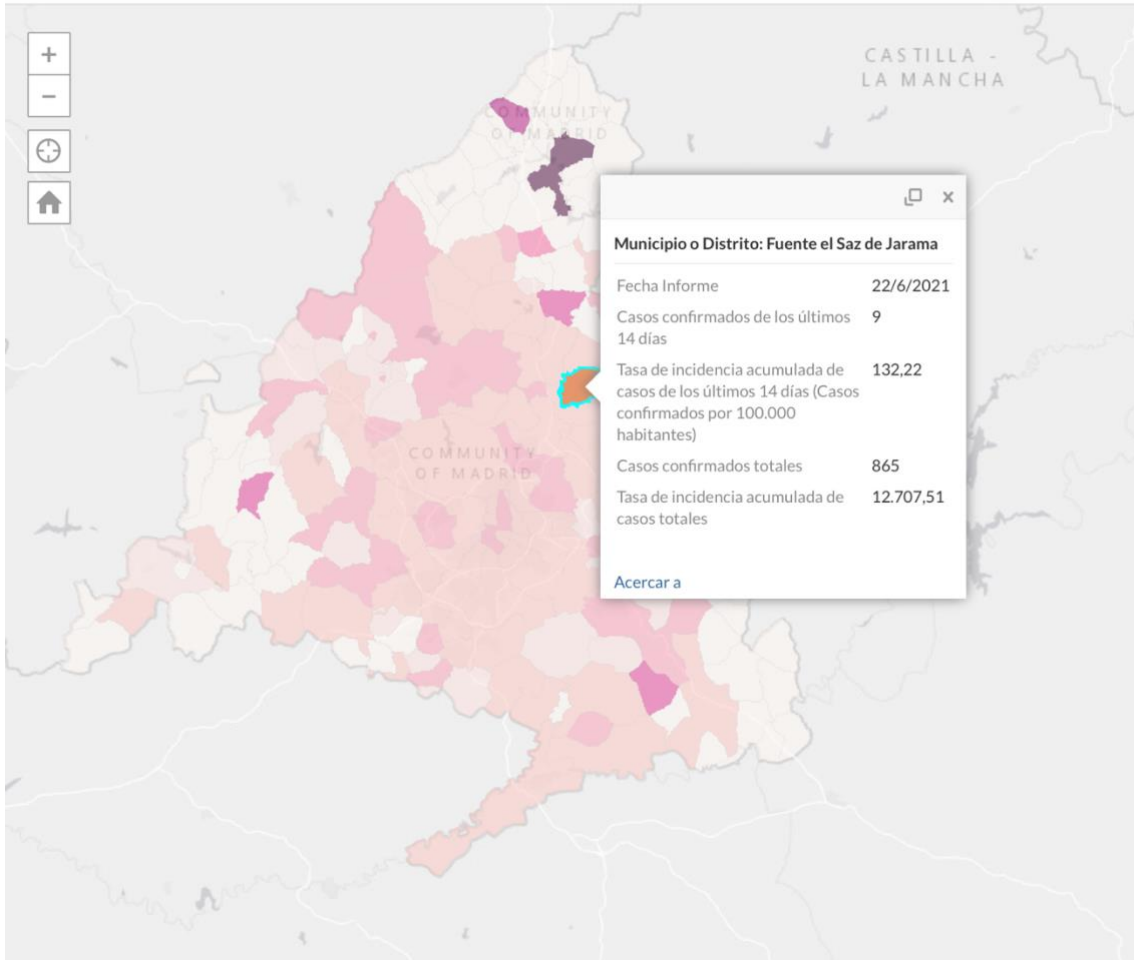 +
CASTILLA -
LA MANCHA
−
COMMUNITY
OF MADRID
Municipio o Distrito: Fuente el Saz de Jarama
Fecha Informe 22/6/2021
Casos confirmados de los últimos 9
14 días
Tasa de incidencia acumulada de 132,22
casos de los últimos 14 días (Casos
confirmados por 100.000
habitantes)
COMMUNITY
OF MADRID
Casos confirmados totales 865
Tasa de incidencia acumulada de 12.707,51
casos totales
Acercar a